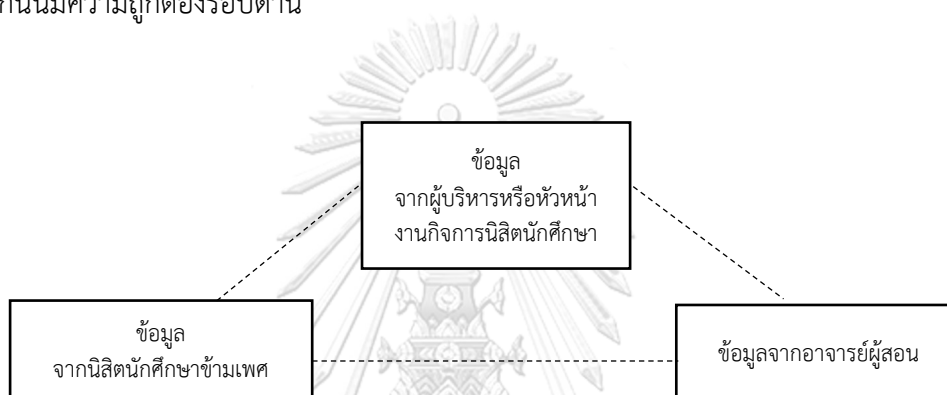 ข้อมูล
จากผู้บริหารหรือหัวหน้า
งานกิจการนิสิตนักศึกษา
ข้อมูล
จากนิสิตนักศึกษาข้ามเพศ
ข้อมูลจากอาจารย์ผู้สอน